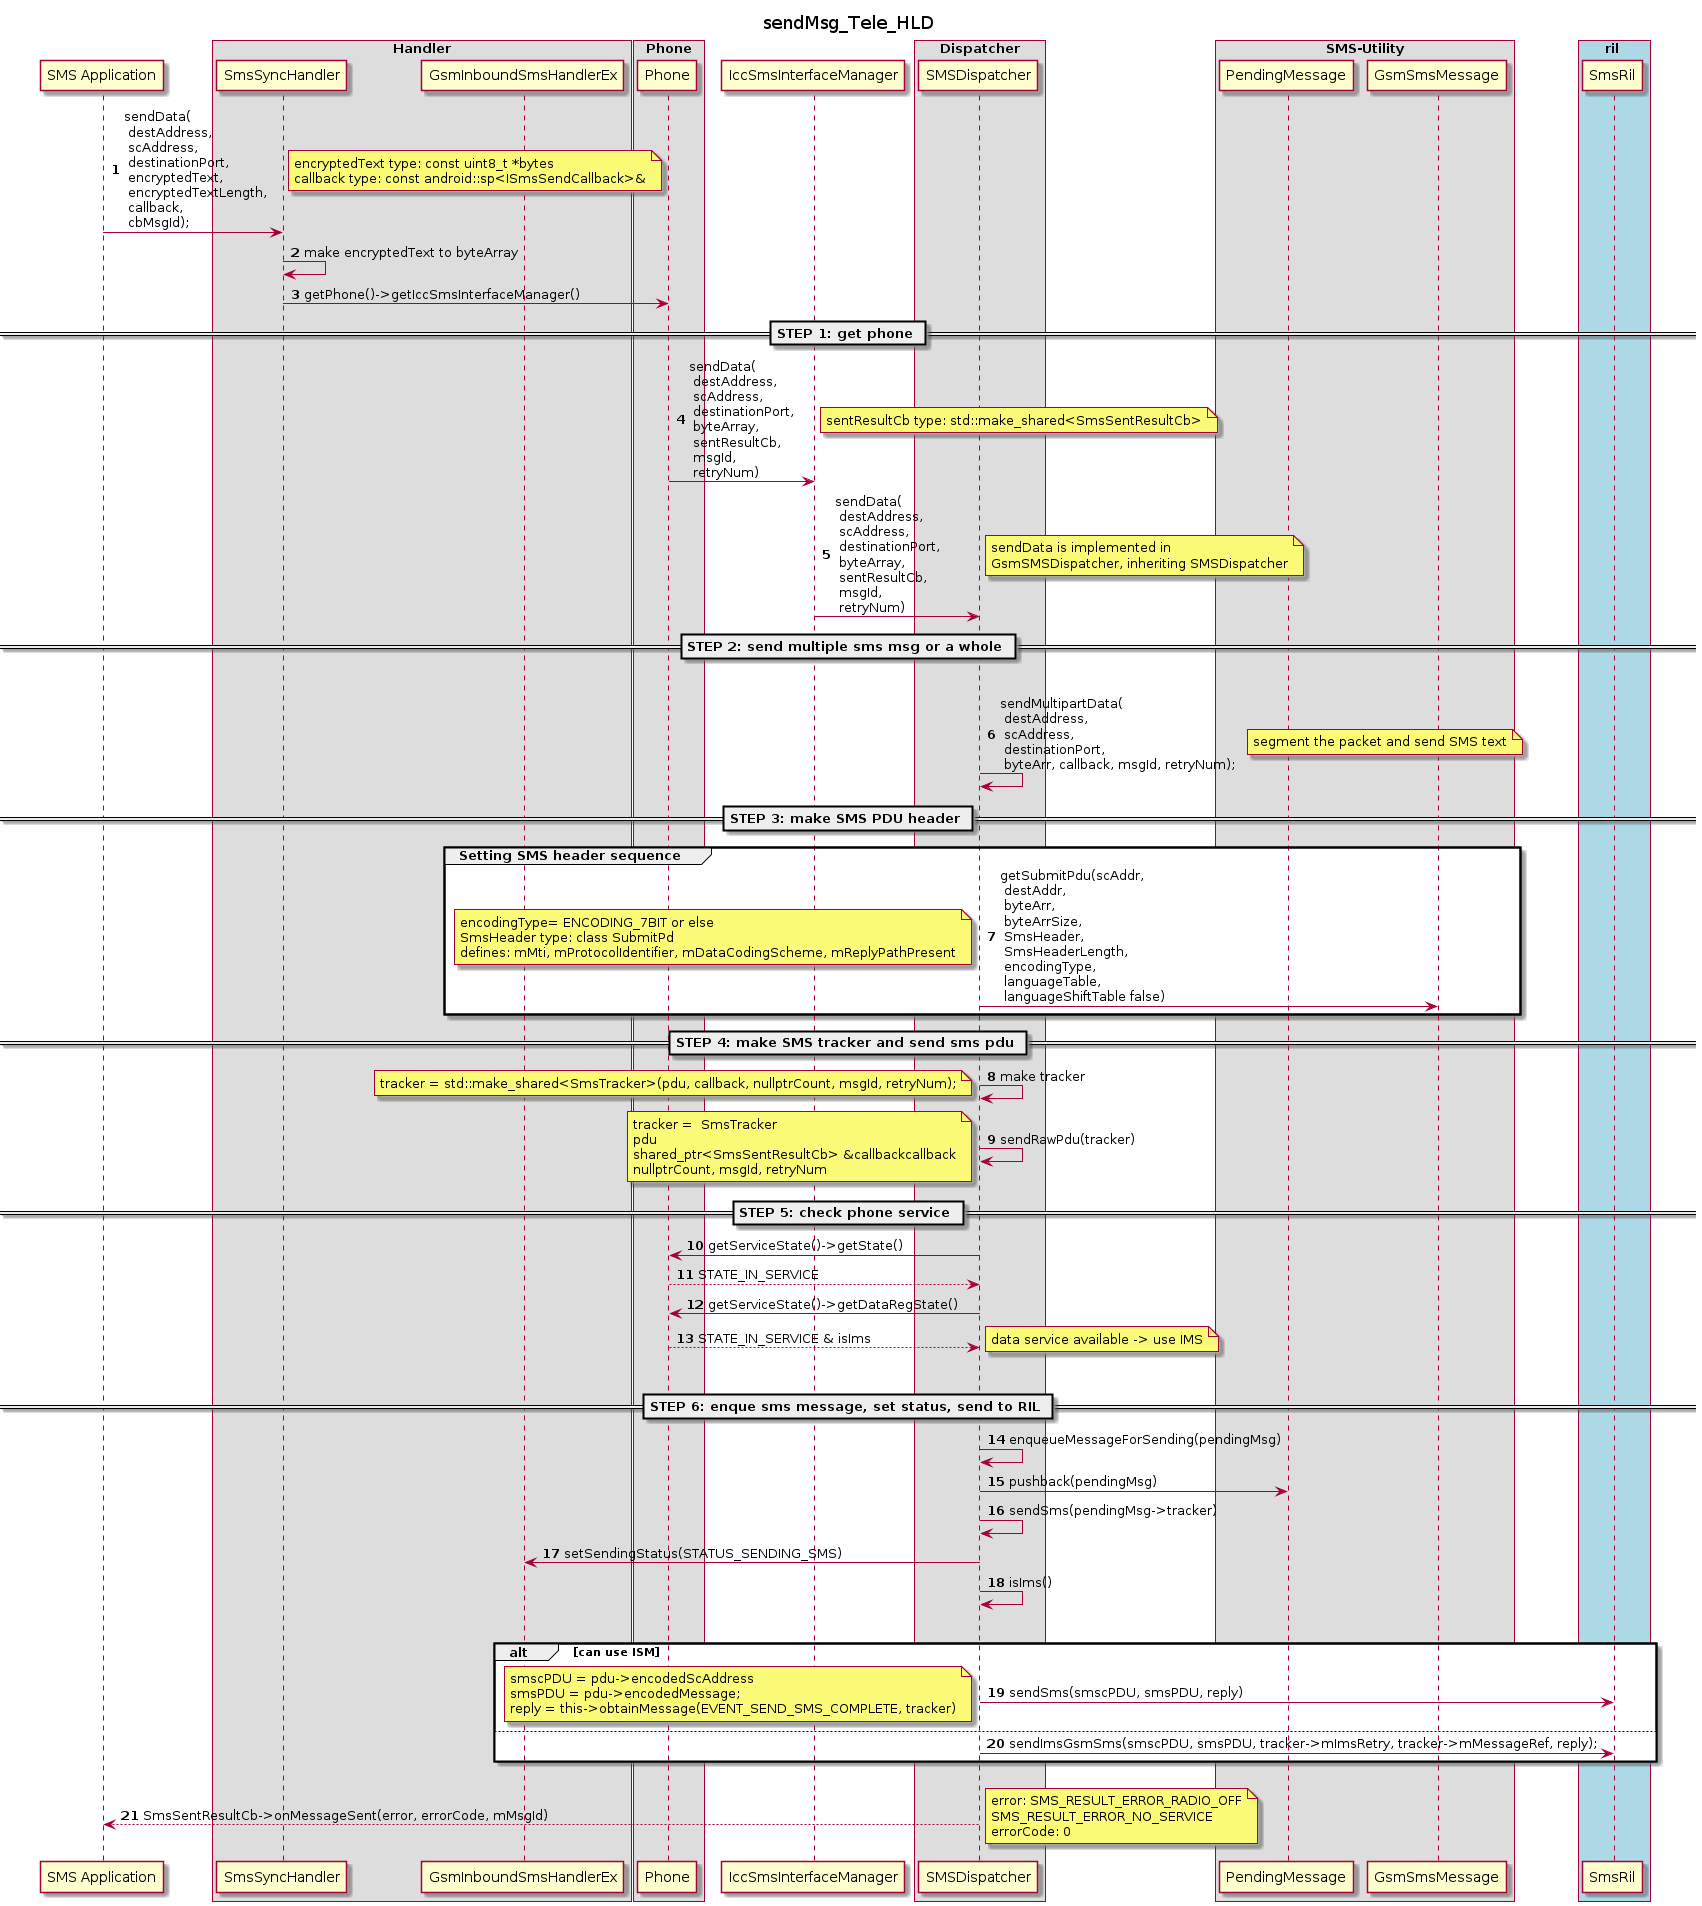 sendMsg_Tele_HLD
Handler
Phone
Dispatcher
SMS-Utility
ril
SMS Application
SmsSyncHandler
GsmInboundSmsHandlerEx
Phone
IccSmsInterfaceManager
SMSDispatcher
PendingMessage
GsmSmsMessage
SmsRil
1 sendData(
destAddress,
scAddress,
destinationPort,
encryptedText,
encryptedTextLength,
callback,
cbMsgId);
encryptedText type: const uint8_t *bytes
callback type: const android::sp<ISmsSendCallback>&
2 make encryptedText to byteArray
3 getPhone()->getIccSmsInterfaceManager()
STEP 1: get phone
4 sendData(
destAddress,
scAddress,
destinationPort,
byteArray,
sentResultCb,
msgId,
retryNum)
sentResultCb type: std::make_shared<SmsSentResultCb>
5 sendData(
destAddress,
scAddress,
destinationPort,
byteArray,
sentResultCb,
msgId,
retryNum)
sendData is implemented in
GsmSMSDispatcher, inheriting SMSDispatcher
STEP 2: send multiple sms msg or a whole
6 sendMultipartData(
destAddress,
scAddress,
destinationPort,
byteArr, callback, msgId, retryNum);
segment the packet and send SMS text
STEP 3: make SMS PDU header
Setting SMS header sequence
encodingType= ENCODING_7BIT or else
SmsHeader type: class SubmitPd
defines: mMti, mProtocolIdentifier, mDataCodingScheme, mReplyPathPresent
7 getSubmitPdu(scAddr,
destAddr,
byteArr,
byteArrSize,
SmsHeader,
SmsHeaderLength,
encodingType,
languageTable,
languageShiftTable false)
STEP 4: make SMS tracker and send sms pdu
tracker = std::make_shared<SmsTracker>(pdu, callback, nullptrCount, msgId, retryNum);
8 make tracker
tracker =  SmsTracker
pdu
shared_ptr<SmsSentResultCb> &callbackcallback
nullptrCount, msgId, retryNum
9 sendRawPdu(tracker)
STEP 5: check phone service
10 getServiceState()->getState()
11 STATE_IN_SERVICE
12 getServiceState()->getDataRegState()
13 STATE_IN_SERVICE & isIms
data service available -> use IMS
STEP 6: enque sms message, set status, send to RIL
14 enqueueMessageForSending(pendingMsg)
15 pushback(pendingMsg)
16 sendSms(pendingMsg->tracker)
17 setSendingStatus(STATUS_SENDING_SMS)
18 isIms()
alt [can use ISM]
smscPDU = pdu->encodedScAddress
smsPDU = pdu->encodedMessage;
reply = this->obtainMessage(EVENT_SEND_SMS_COMPLETE, tracker)
19 sendSms(smscPDU, smsPDU, reply)
20 sendImsGsmSms(smscPDU, smsPDU, tracker->mImsRetry, tracker->mMessageRef, reply);
21 SmsSentResultCb->onMessageSent(error, errorCode, mMsgId)
error: SMS_RESULT_ERROR_RADIO_OFF
SMS_RESULT_ERROR_NO_SERVICE
errorCode: 0
SMS Application
SmsSyncHandler
GsmInboundSmsHandlerEx
Phone
IccSmsInterfaceManager
SMSDispatcher
PendingMessage
GsmSmsMessage
SmsRil